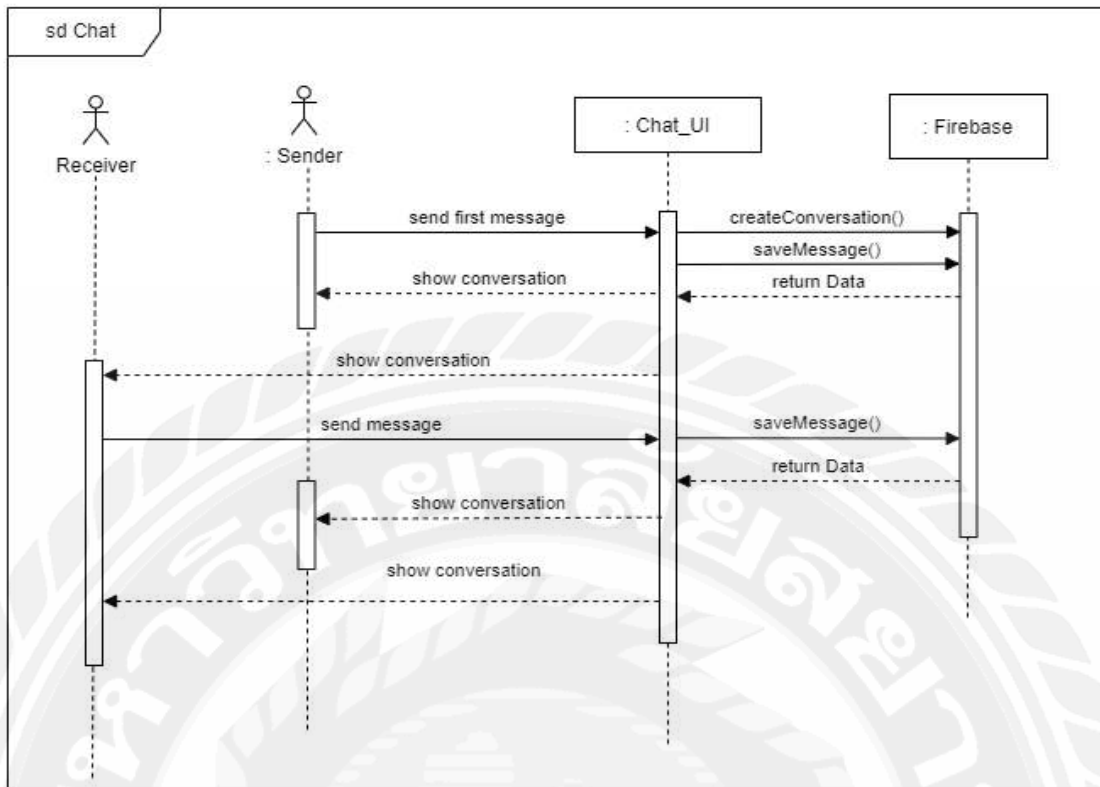 sd Chat
Receiver
: Sender
: Chat_UI
: Firebase
send first message
createConversation()
saveMessage()
show conversation
return Data
show conversation
send message
saveMessage()
return Data
show conversation
show conversation